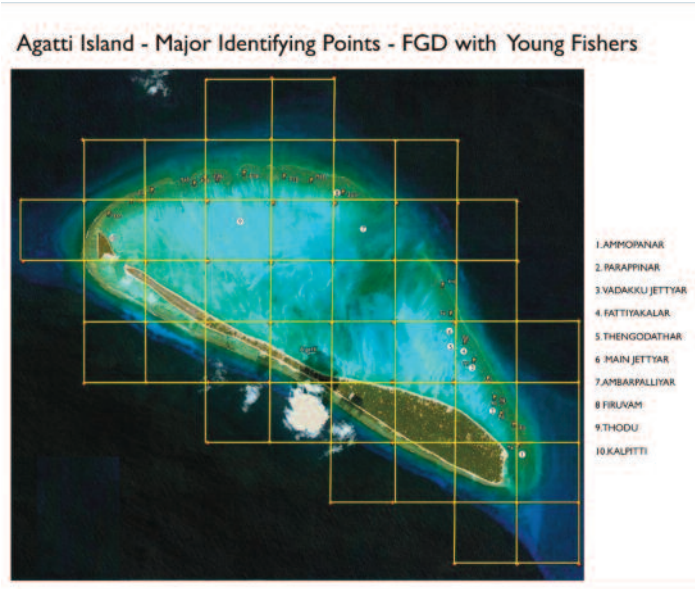 Agatti Island - Major Identifying Points - FGD with Young Fishers
1.AMMOPANAR
2. PARAPPINAR
3.VADAKKU JETTYAR
4. FATTIYAKALAR
5. THENGODATHAR
6 MAIN JETTYAR
7.AMBARPALLIYAR
8 FIRUVAM
9.THODU
10.KALPITTI
Agatti